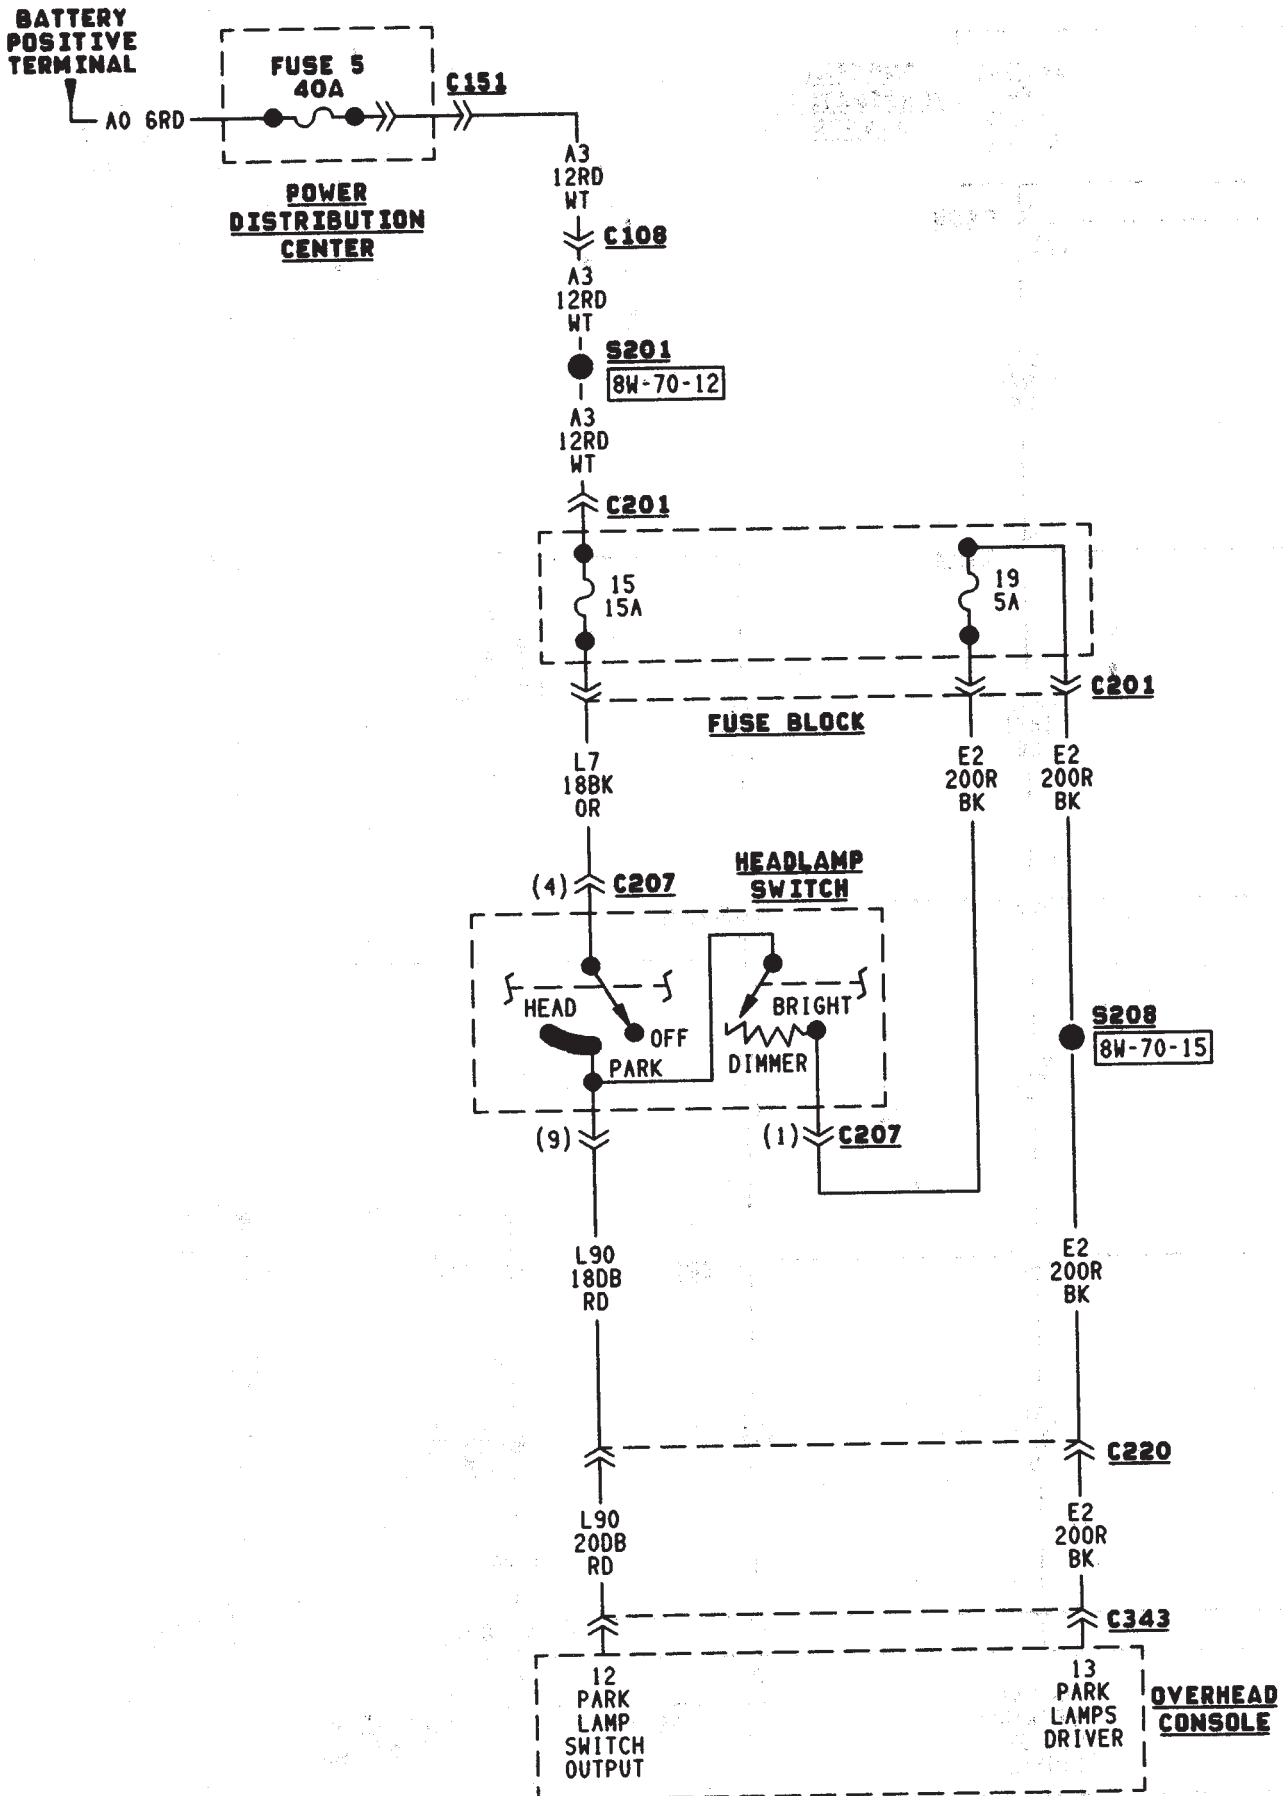 BATTERY
POSITIVE
TERMINAL
A0 6RD
FUSE 5
40A
C151
POWER
DISTRIBUTION
CENTER
A3
12RD
WT
C108
A3
12RD
WT
S201
8W-70-12
A3
12RD
WT
C201
15
15A
19
5A
C201
FUSE BLOCK
L7
18BK
OR
E2
20OR
BK
E2
20OR
BK
(4)
C207
HEADLAMP
SWITCH
HEAD
OFF
PARK
BRIGHT
DIMMER
S208
8W-70-15
(9)
(1)
C207
L90
18DB
RD
E2
20OR
BK
C220
L90
20DB
RD
E2
20OR
BK
C343
12
PARK
LAMP
SWITCH
OUTPUT
13
PARK
LAMPS
DRIVER
OVERHEAD
CONSOLE